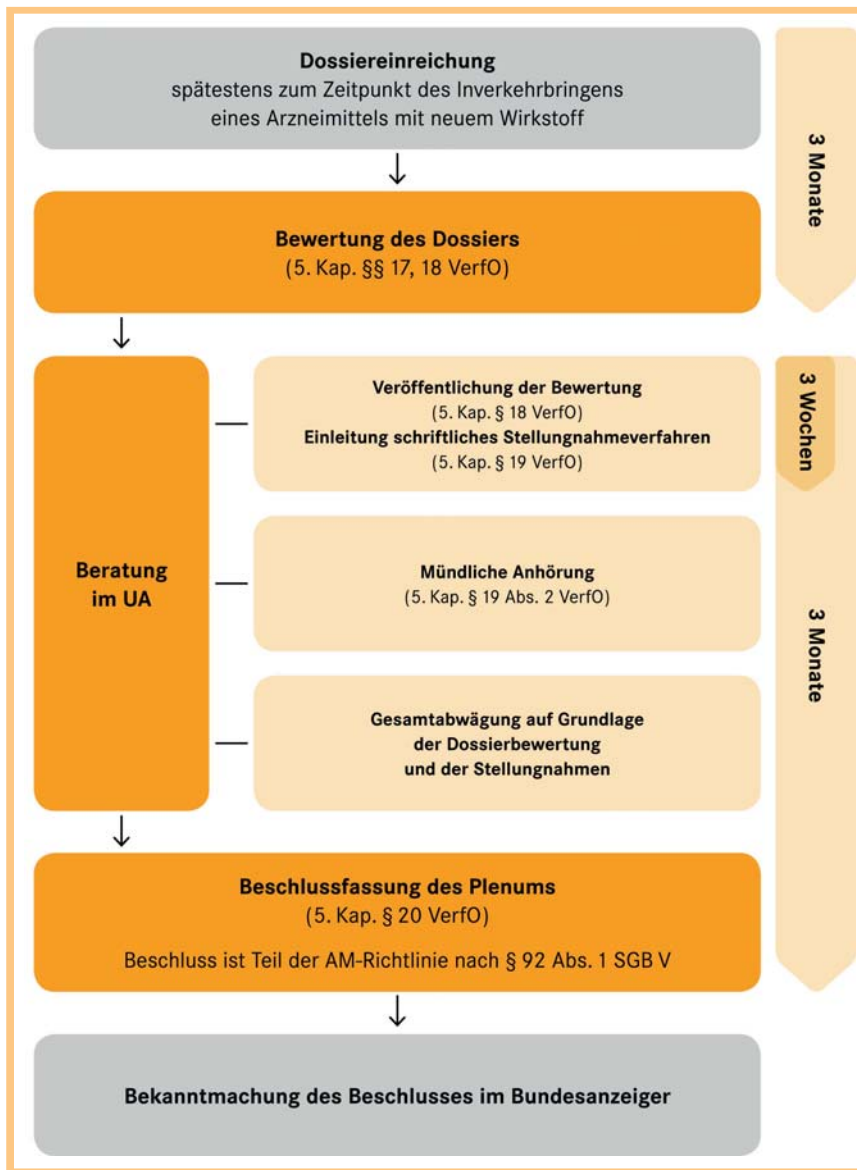 Dossiereinreichung
spätestens zum Zeitpunkt des Inverkehrbringens
eines Arzneimittels mit neuem Wirkstoff
3 Monate
Bewertung des Dossiers
(5. Kap. §§ 17, 18 VerfO)
Beratung
im UA
Veröffentlichung der Bewertung
(5. Kap. § 18 VerfO)
Einleitung schriftliches Stellungnahmeverfahren
(5. Kap. § 19 VerfO)
3 Wochen
Mündliche Anhörung
(5. Kap. § 19 Abs. 2 VerfO)
3 Monate
Gesamtabwägung auf Grundlage
der Dossierbewertung
und der Stellungnahmen
Beschlussfassung des Plenums
(5. Kap. § 20 VerfO)
Beschluss ist Teil der AM-Richtlinie nach § 92 Abs. 1 SGB V
Bekanntmachung des Beschlusses im Bundesanzeiger